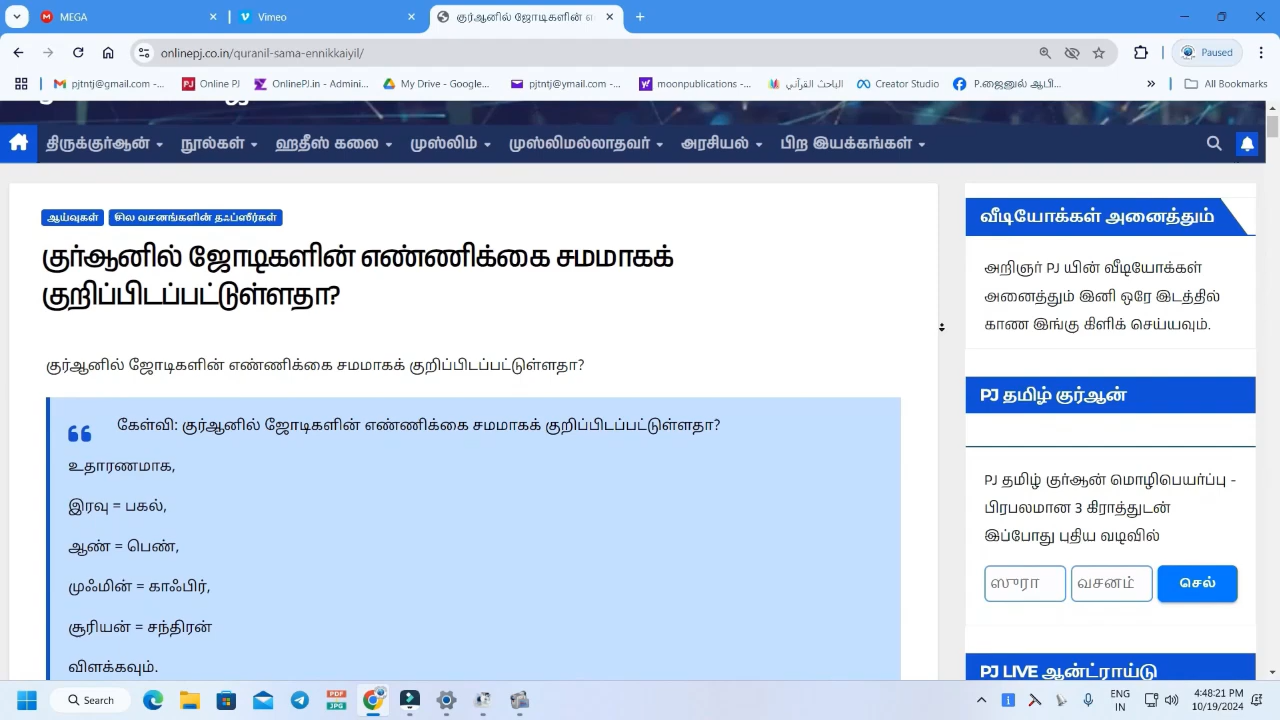 MEGA
Vimeo
குர்ஆனில் ஜோடிகளின் எ
onlinepj.co.in/quranil-sama-ennikkaiyil/
Paused
pjtntj@gmail.com -...
Online PJ
OnlinePJ.in - Admini...
My Drive - Google...
pjtntj@ymail.com -...
moonpublications -...
الباحث القرآني
Creator Studio
P.ஜைனுல் ஆபி...
»
All Bookmarks
திருக்குர்ஆன்
நூல்கள்
ஹதீஸ் கலை
முஸ்லிம்
முஸ்லிமல்லாதவர்
அரசியல்
பிற இயக்கங்கள்
ஆய்வுகள்
சில வசனங்களின் தஃப்ஸீர்கள்
குர்ஆனில் ஜோடிகளின் எண்ணிக்கை சமமாகக்
குறிப்பிடப்பட்டுள்ளதா?
குர்ஆனில் ஜோடிகளின் எண்ணிக்கை சமமாகக் குறிப்பிடப்பட்டுள்ளதா?
கேள்வி: குர்ஆனில் ஜோடிகளின் எண்ணிக்கை சமமாகக் குறிப்பிடப்பட்டுள்ளதா?
உதாரணமாக,
இரவு = பகல்,
ஆண் = பெண்,
முஃமின் = காஃபிர்,
சூரியன் = சந்திரன்
விளக்கவும்.
வீடியோக்கள் அனைத்தும்
அறிஞர் PJ யின் வீடியோக்கள்
அனைத்தும் இனி ஒரே இடத்தில்
காண இங்கு கிளிக் செய்யவும்.
PJ தமிழ் குர்ஆன்
PJ தமிழ் குர்ஆன் மொழிபெயர்ப்பு -
பிரபலமான 3 கிராத்துடன்
இப்போது புதிய வடிவில்
ஸுரா
வசனம்
செல்
PJ LIVE ஆன்ட்ராய்டு
Search
PDF
JPG
ENG
IN
4:48:21 PM
10/19/2024